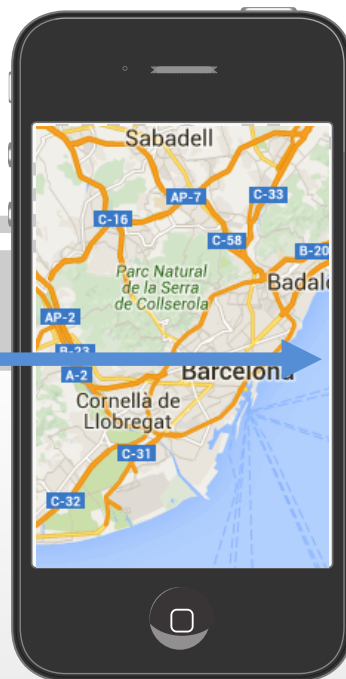 Sabadell
AP-7
C-33
C-16
C-58
B-20
Parc Natural
de la Serra
de Collserola
Badal
AP-2
B-23
A-2
Barcelona
Cornellà de
Llobregat
C-31
C-32